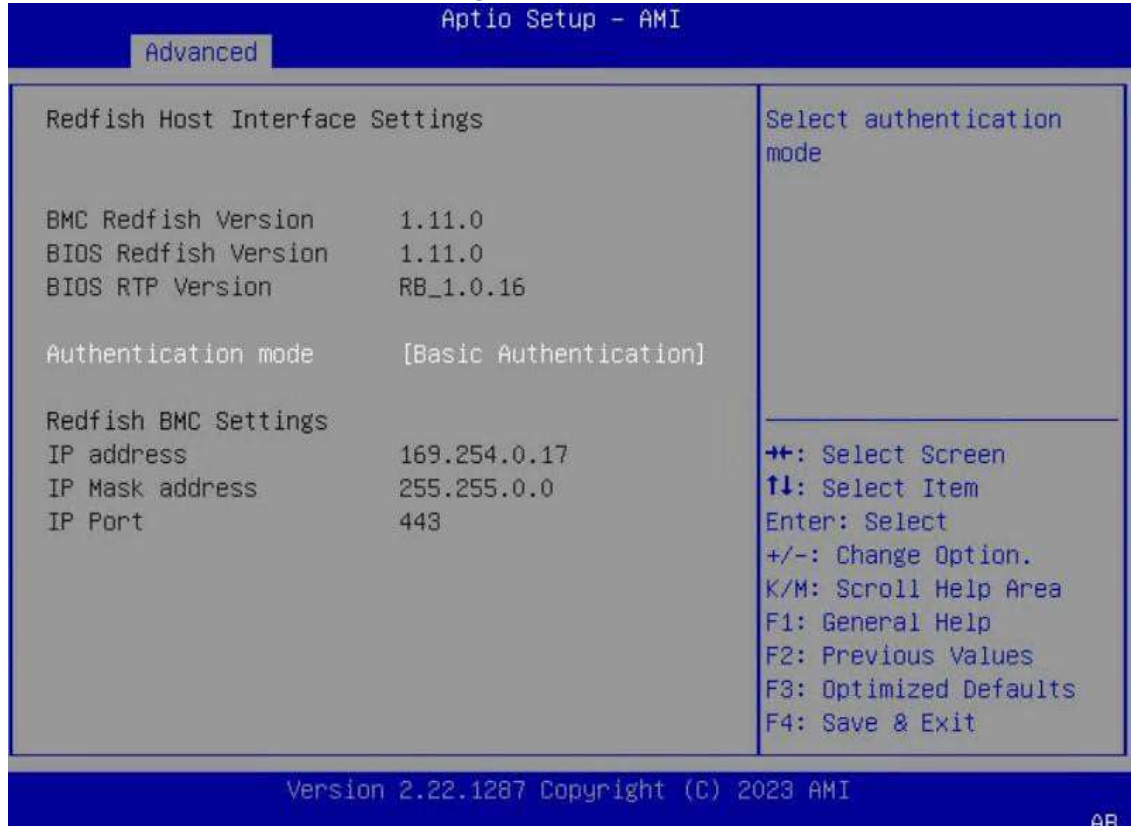 Aptio Setup – AMI
Advanced
Redfish Host Interface Settings
BMC Redfish Version 1.11.0
BIOS Redfish Version 1.11.0
BIOS RTP Version RB_1.0.16
Authentication mode [Basic Authentication]
Redfish BMC Settings
IP address 169.254.0.17
IP Mask address 255.255.0.0
IP Port 443
Select authentication
mode
→←: Select Screen
↑↓: Select Item
Enter: Select
+/-: Change Option.
K/M: Scroll Help Area
F1: General Help
F2: Previous Values
F3: Optimized Defaults
F4: Save & Exit
Version 2.22.1287 Copyright (C) 2023 AMI
AB